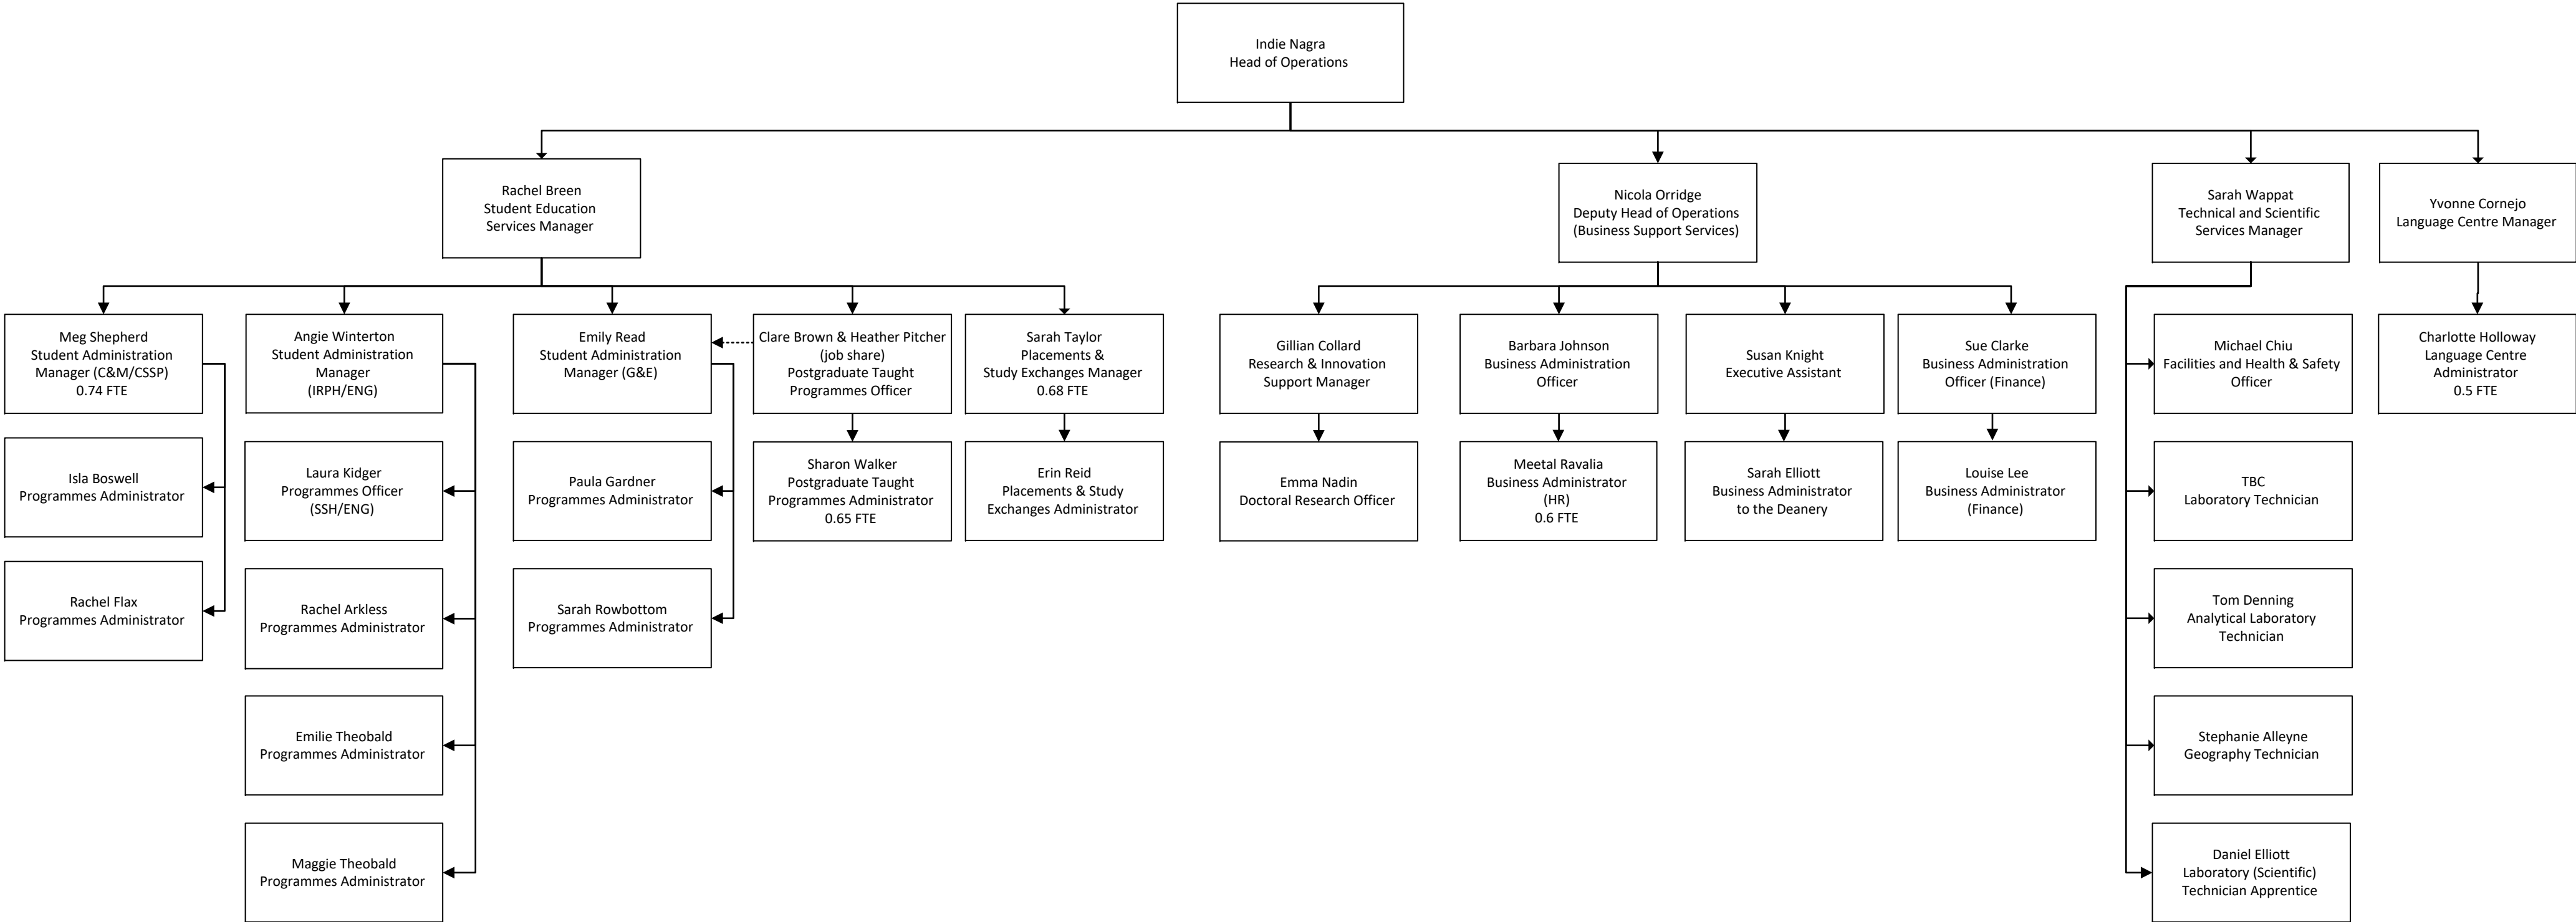 Indie Nagra
Head of Operations
Rachel Breen
Student Education
Services Manager
Nicola Orridge
Deputy Head of Operations
(Business Support Services)
Sarah Wappat
Technical and Scientific
Services Manager
Yvonne Cornejo
Language Centre Manager
Meg Shepherd
Student Administration
Manager (C&M/CSSP)
0.74 FTE
Angie Winterton
Student Administration
Manager
(IRPH/ENG)
Emily Read
Student Administration
Manager (G&E)
Clare Brown & Heather Pitcher
(job share)
Postgraduate Taught
Programmes Officer
Sarah Taylor
Placements &
Study Exchanges Manager
0.68 FTE
Gillian Collard
Research & Innovation
Support Manager
Barbara Johnson
Business Administration
Officer
Susan Knight
Executive Assistant
Sue Clarke
Business Administration
Officer (Finance)
Michael Chiu
Facilities and Health & Safety
Officer
Charlotte Holloway
Language Centre
Administrator
0.5 FTE
Isla Boswell
Programmes Administrator
Laura Kidger
Programmes Officer
(SSH/ENG)
Paula Gardner
Programmes Administrator
Sharon Walker
Postgraduate Taught
Programmes Administrator
0.65 FTE
Erin Reid
Placements & Study
Exchanges Administrator
Emma Nadin
Doctoral Research Officer
Meetal Ravalia
Business Administrator
(HR)
0.6 FTE
Sarah Elliott
Business Administrator
to the Deanery
Louise Lee
Business Administrator
(Finance)
TBC
Laboratory Technician
Rachel Flax
Programmes Administrator
Rachel Arkless
Programmes Administrator
Sarah Rowbottom
Programmes Administrator
Tom Denning
Analytical Laboratory
Technician
Emilie Theobald
Programmes Administrator
Stephanie Alleyne
Geography Technician
Maggie Theobald
Programmes Administrator
Daniel Elliott
Laboratory (Scientific)
Technician Apprentice